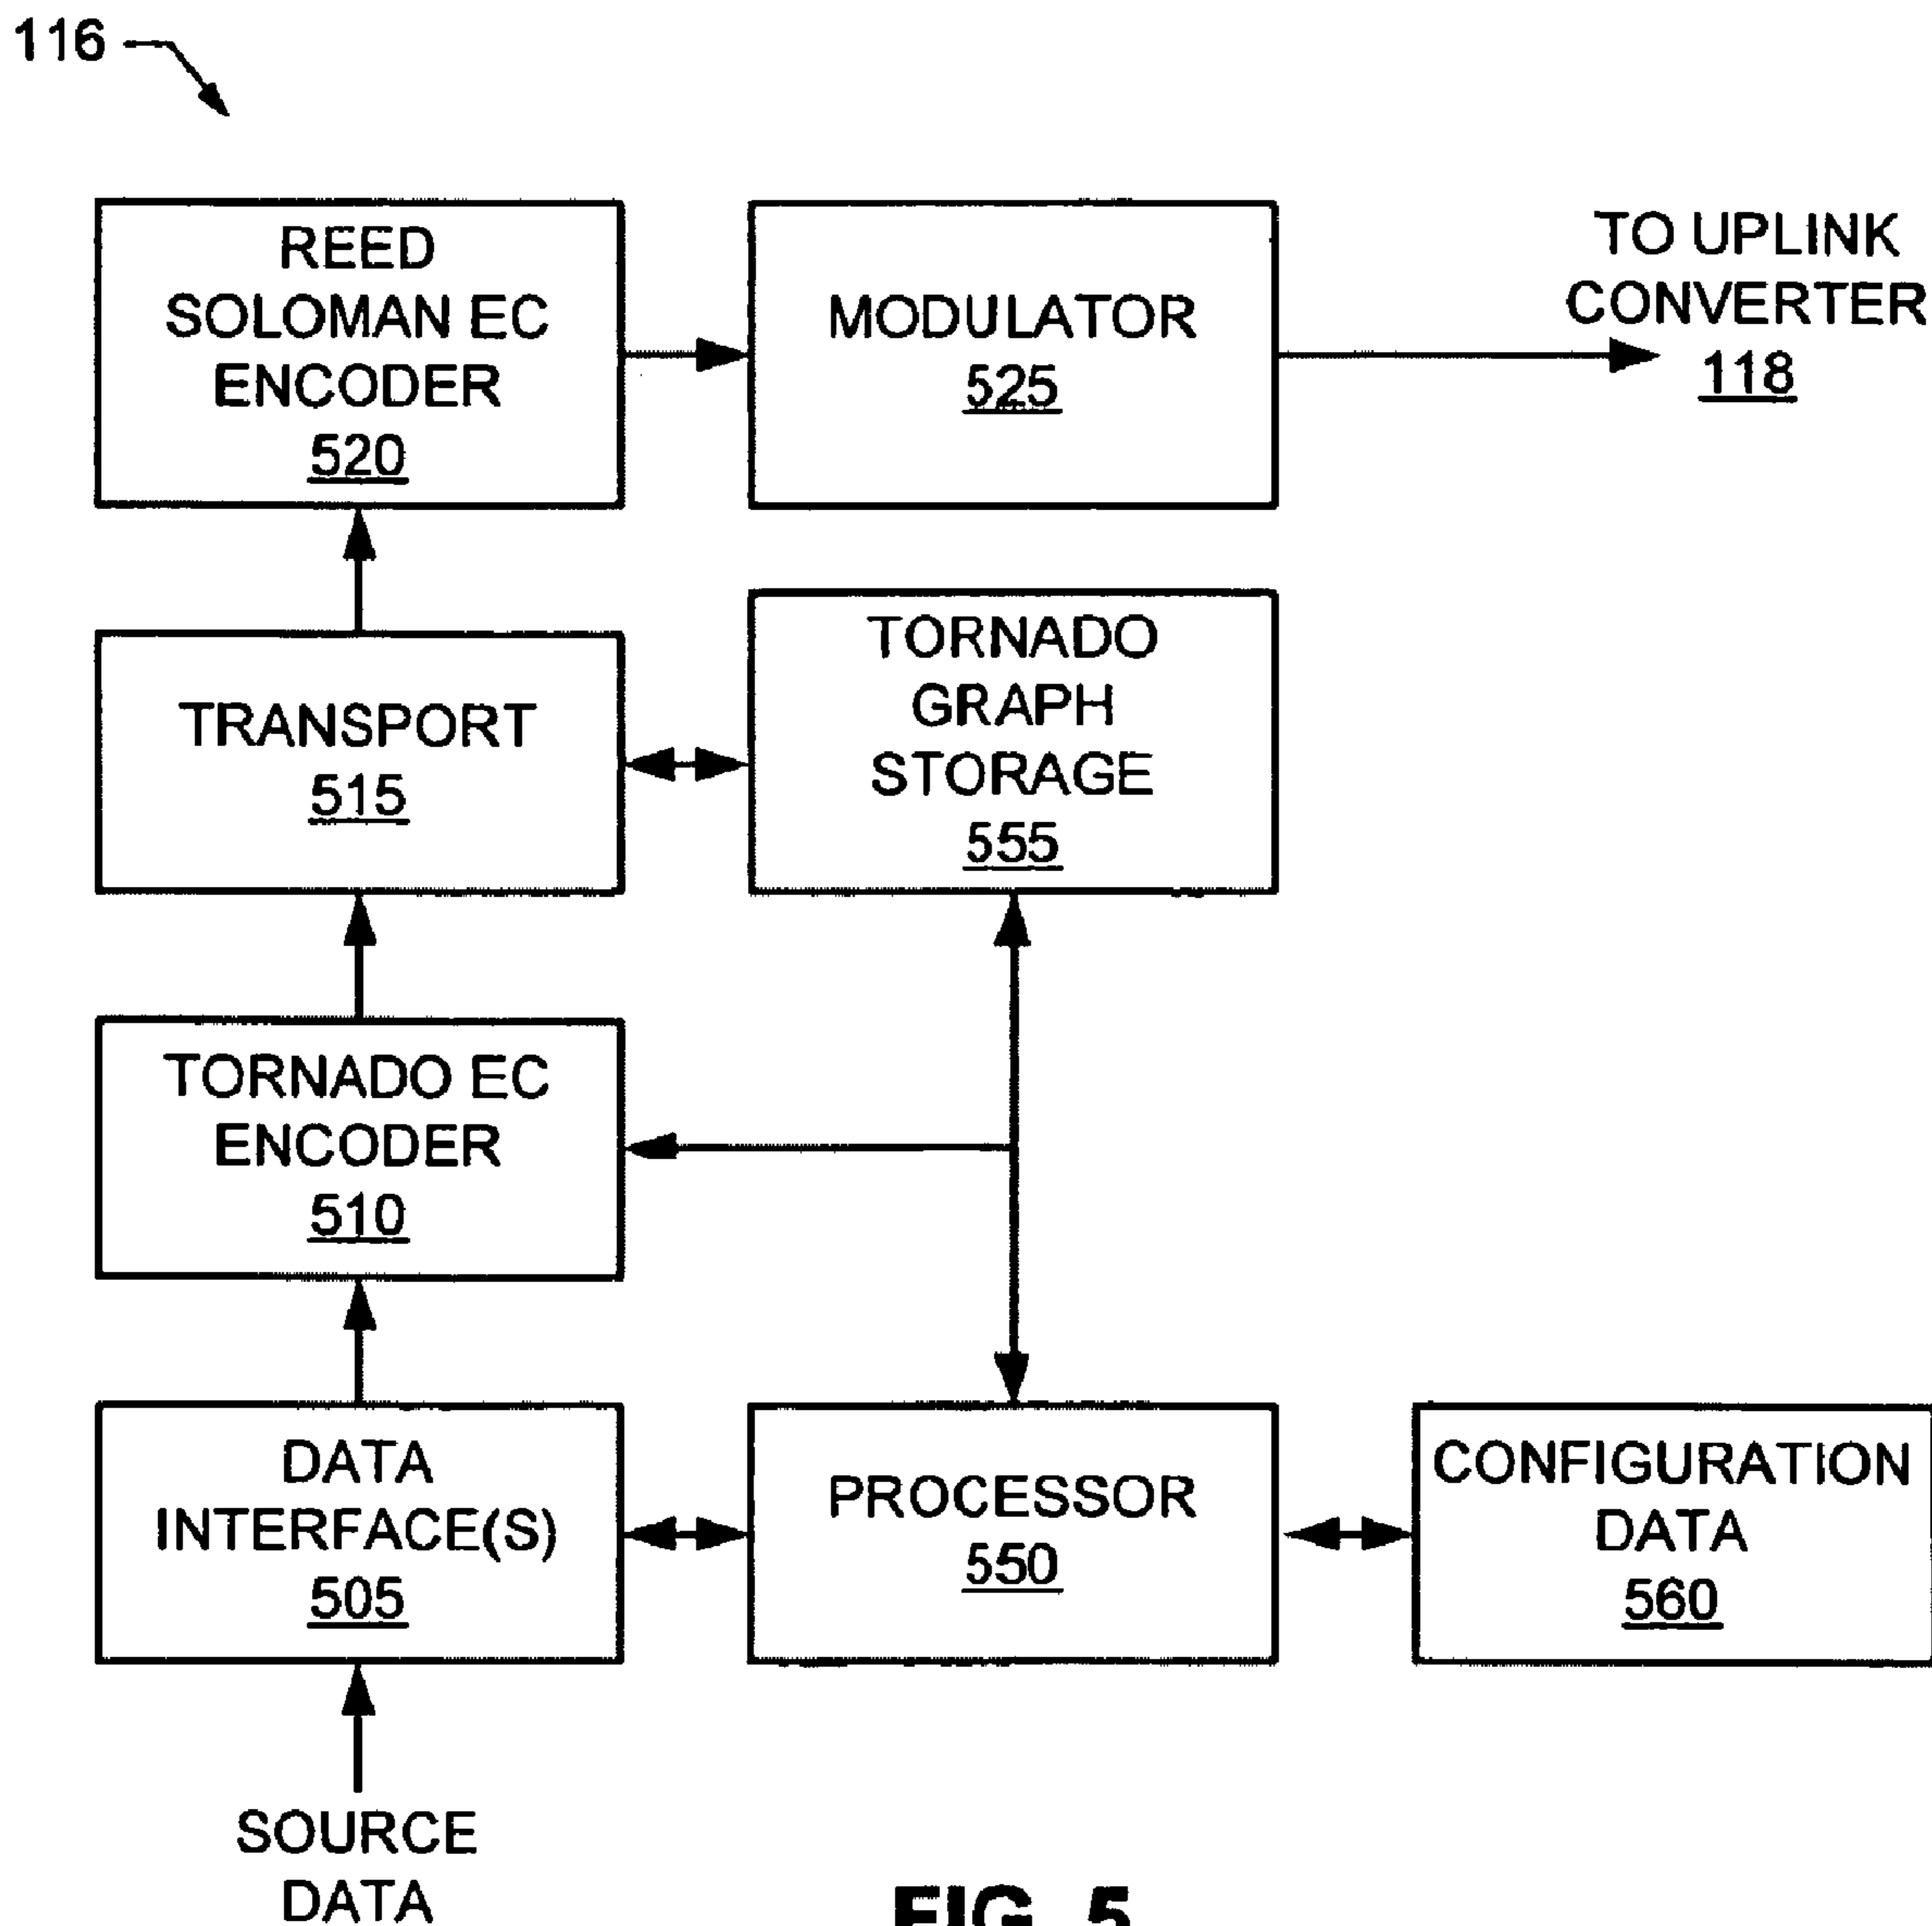 116
REED
SOLOMAN EC
ENCODER
520
MODULATOR
525
TO UPLINK
CONVERTER
118
TRANSPORT
515
TORNADO
GRAPH
STORAGE
555
TORNADO EC
ENCODER
510
DATA
INTERFACE(S)
505
PROCESSOR
550
CONFIGURATION
DATA
560
SOURCE
DATA
FIG. 5